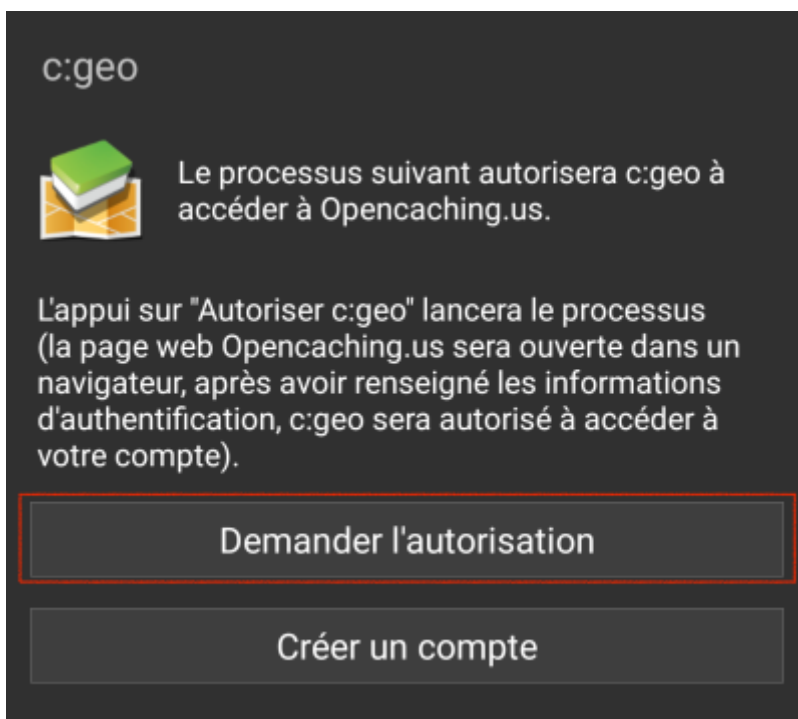 c:geo
Le processus suivant autorisera c:geo à
accéder à Opencaching.us.
L'appui sur "Autoriser c:geo" lancera le processus
(la page web Opencaching.us sera ouverte dans un
navigateur, après avoir renseigné les informations
d'authentification, c:geo sera autorisé à accéder à
votre compte).
Demander l'autorisation
Créer un compte